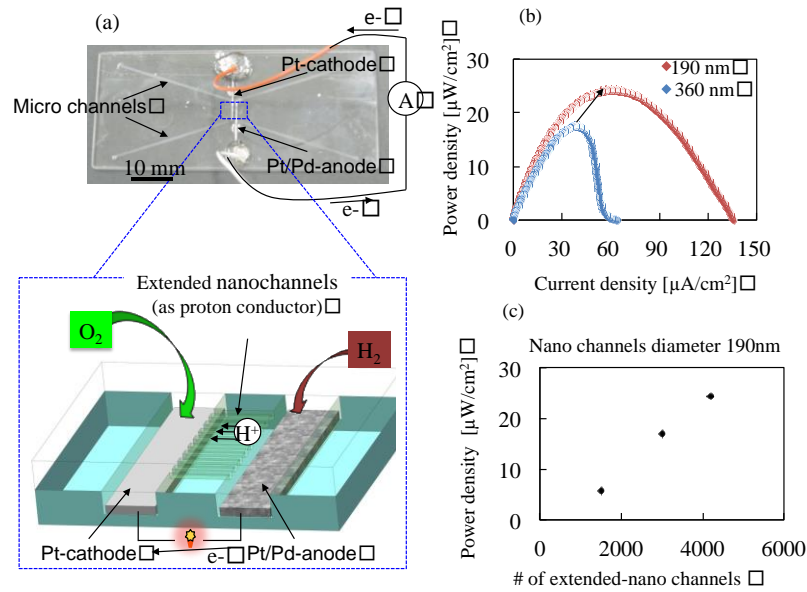 (a)
e-□
Pt-cathode□
A□
Micro channels□
10 mm
Pt/Pd-anode□
e-□
Extended nanochannels
(as proton conductor)□
O2
H2
H+
Pt-cathode□
e-□
Pt/Pd-anode□
(b)
Power density [µW/cm²]□
30
20
10
0
190 nm□
360 nm□
0 30 60 90 120 150
Current density [µA/cm²]□
(c)
Nano channels diameter 190nm
Power density [µW/cm²]□
30
20
10
0
0 2000 4000 6000
# of extended-nano channels □